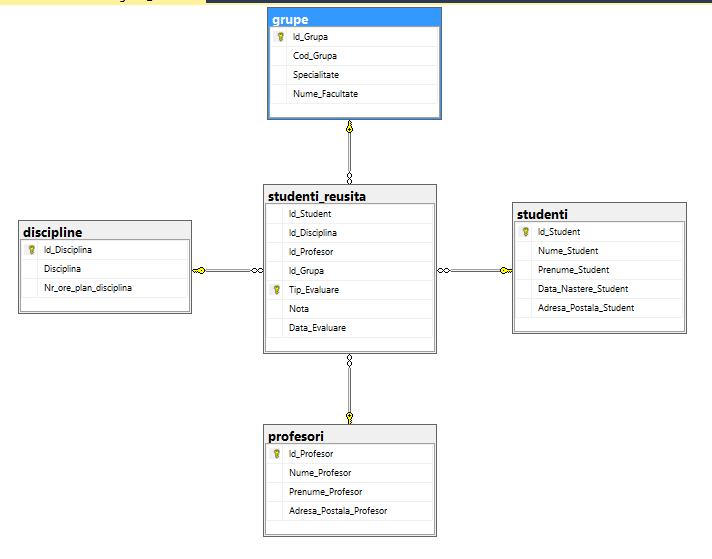 grupe
Id_Grupa
Cod_Grupa
Specialitate
Nume_Facultate
studenti_reusita
Id_Student
Id_Disciplina
Id_Profesor
Id_Grupa
Tip_Evaluare
Nota
Data_Evaluare
discipline
Id_Disciplina
Disciplina
Nr_ore_plan_disciplina
studenti
Id_Student
Nume_Student
Prenume_Student
Data_Nastere_Student
Adresa_Postala_Student
profesori
Id_Profesor
Nume_Profesor
Prenume_Profesor
Adresa_Postala_Profesor